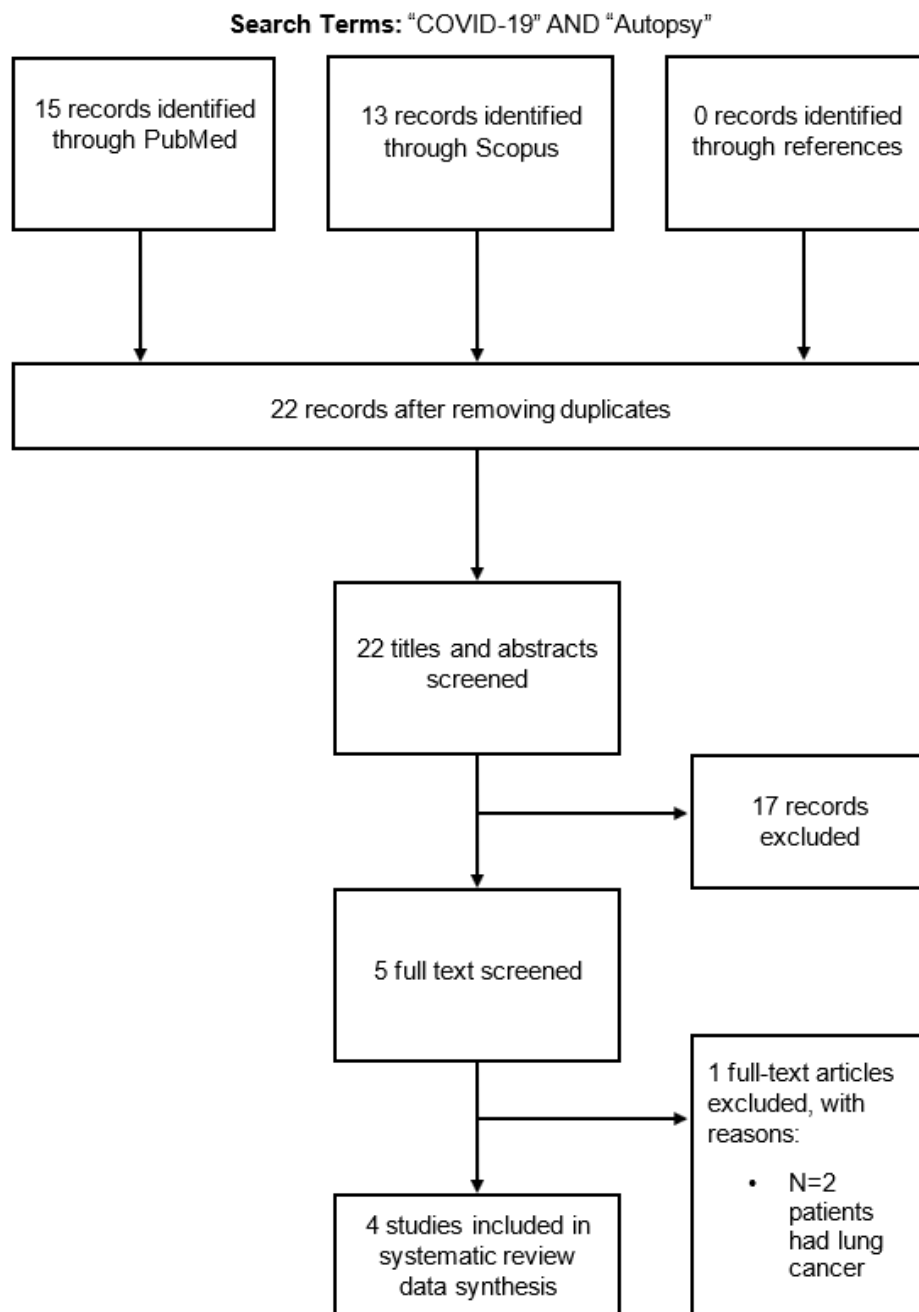 Search Terms: “COVID-19” AND “Autopsy”
15 records identified
through PubMed
13 records identified
through Scopus
0 records identified
through references
22 records after removing duplicates
22 titles and abstracts
screened
17 records
excluded
5 full text screened
1 full-text articles
excluded, with
reasons:
• N=2
patients
had lung
cancer
4 studies included in
systematic review
data synthesis